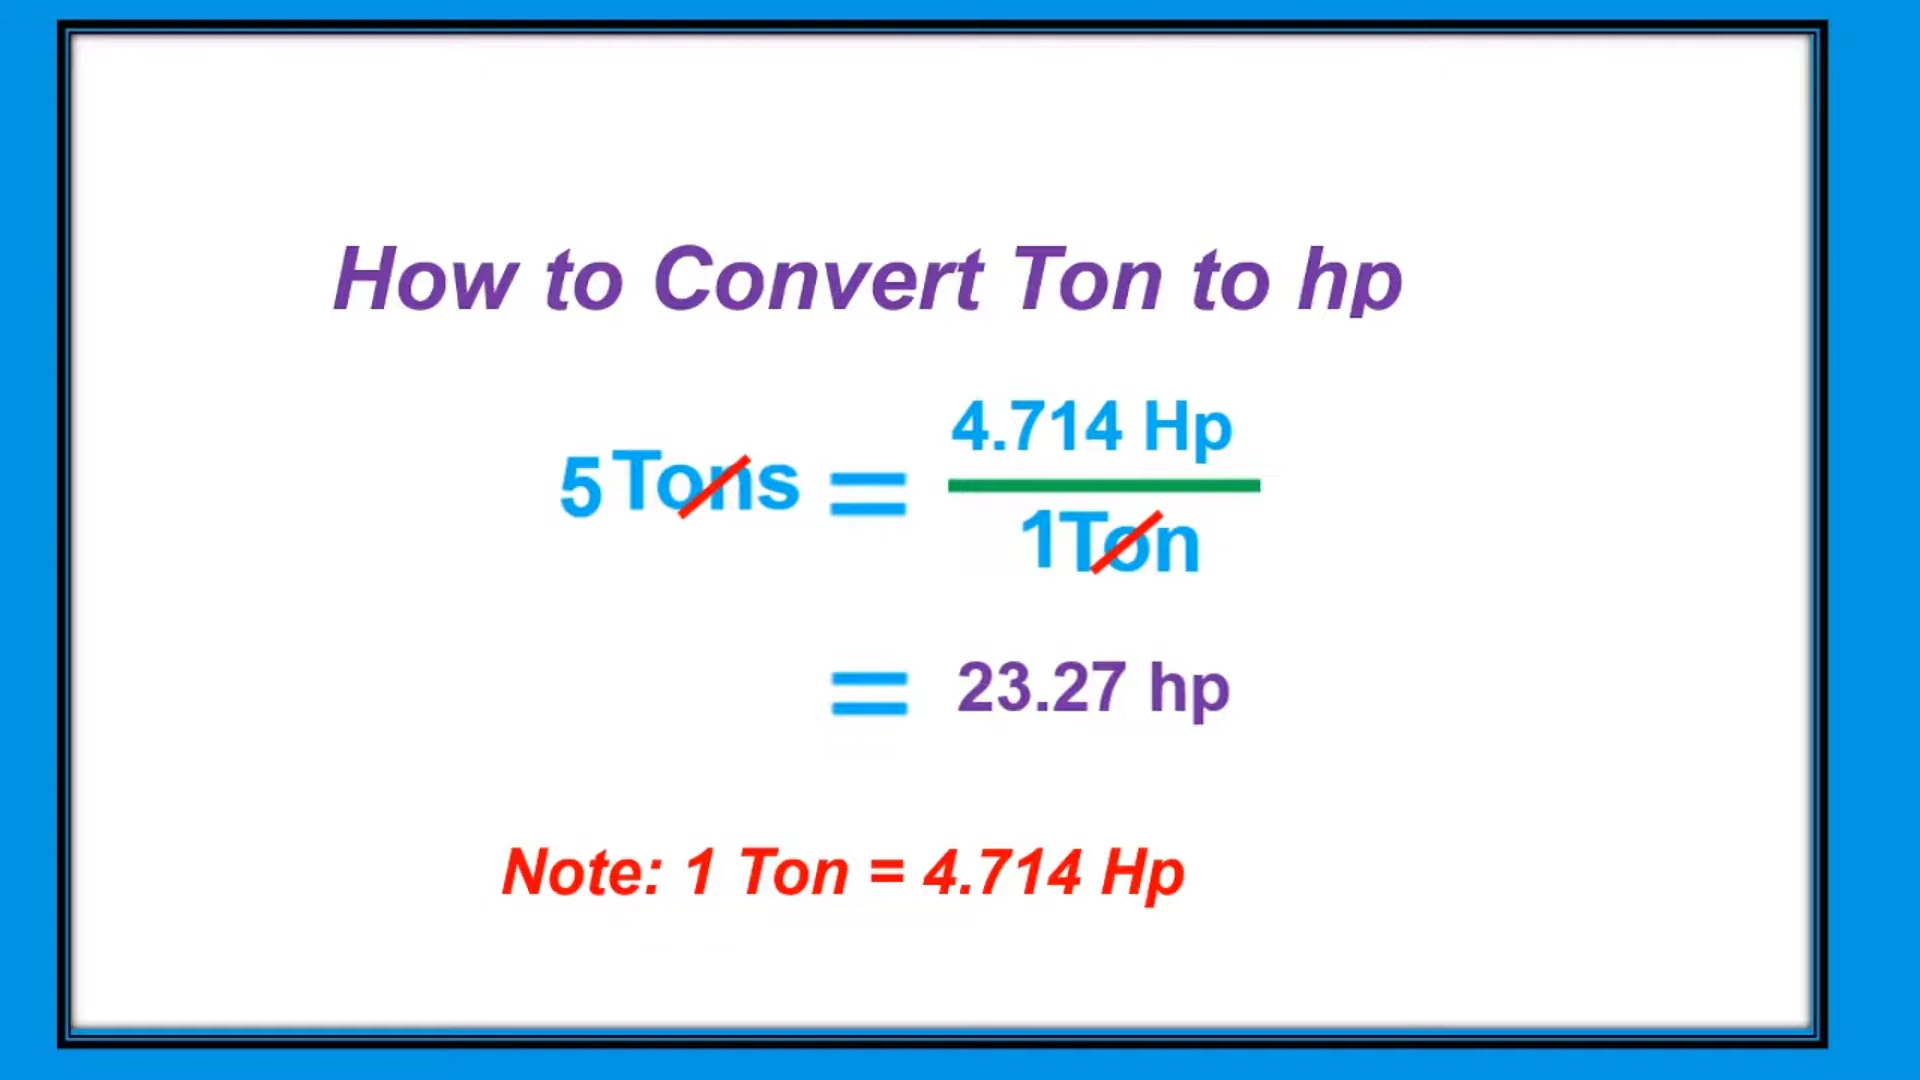 How to Convert Ton to hp
5 Tons = 4.714 Hp
1Ton
= 23.27 hp
Note: 1 Ton = 4.714 Hp